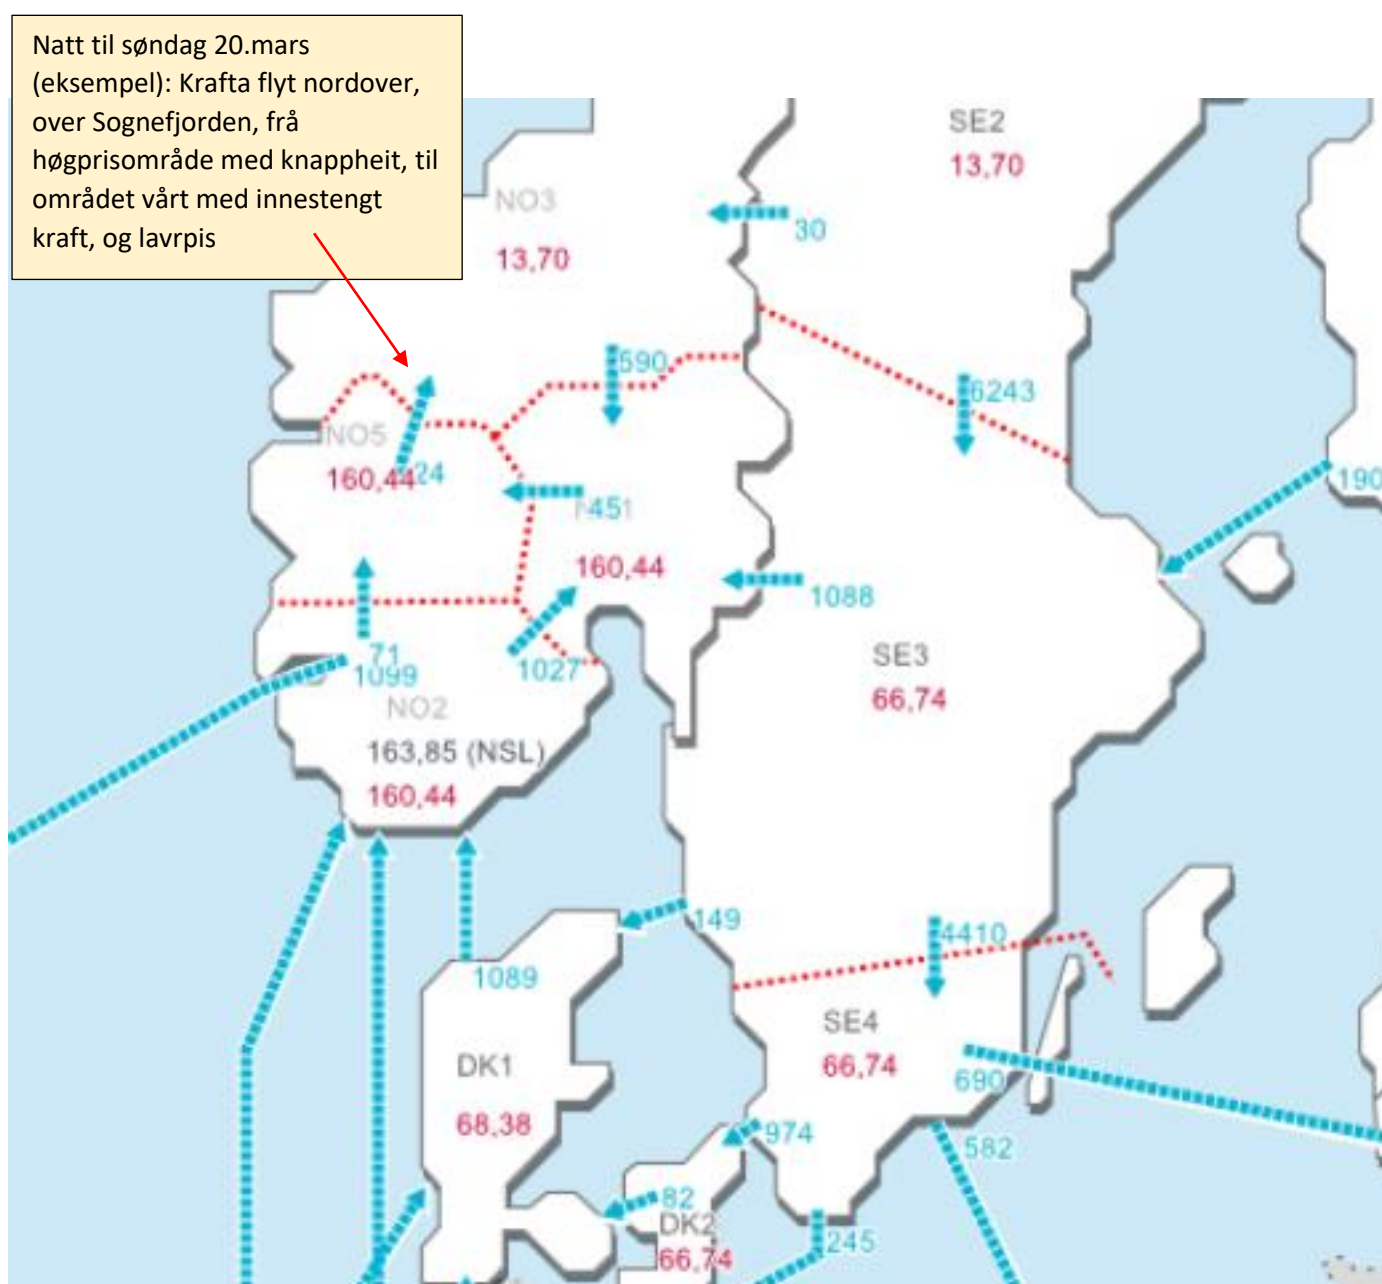 Natt til søndag 20.mars
(eksempel): Krafta flyt nordover,
over Sognefjorden, frå
høgprisområde med knappheit, til
området vårt med innestengt
kraft, og lavrpis
SE2
13,70
NO3
13,70
30
590
6243
NO5
160,44
24
190
451
160,44
1088
71
1099
1027
SE3
66,74
NO2
163,85 (NSL)
160,44
149
4410
1089
SE4
66,74
DK1
68,38
690
974
582
82
DK2
66,74
245